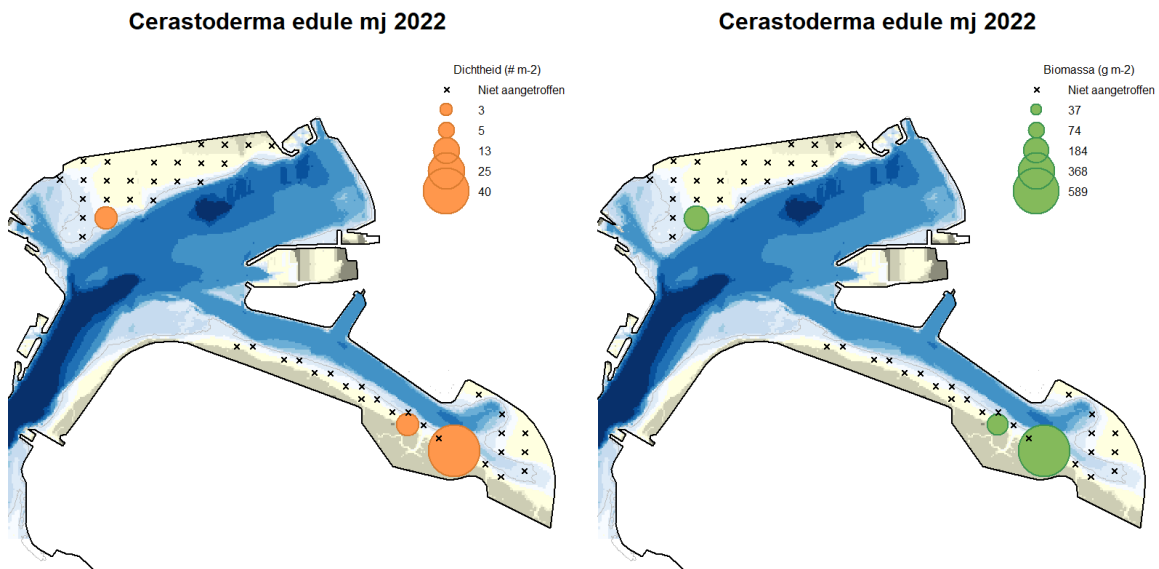 Cerastoderma edule mj 2022
Dichtheid (# m-2)
Niet aangetroffen
3
5
13
25
40
Cerastoderma edule mj 2022
Biomassa (g m-2)
Niet aangetroffen
37
74
184
368
589